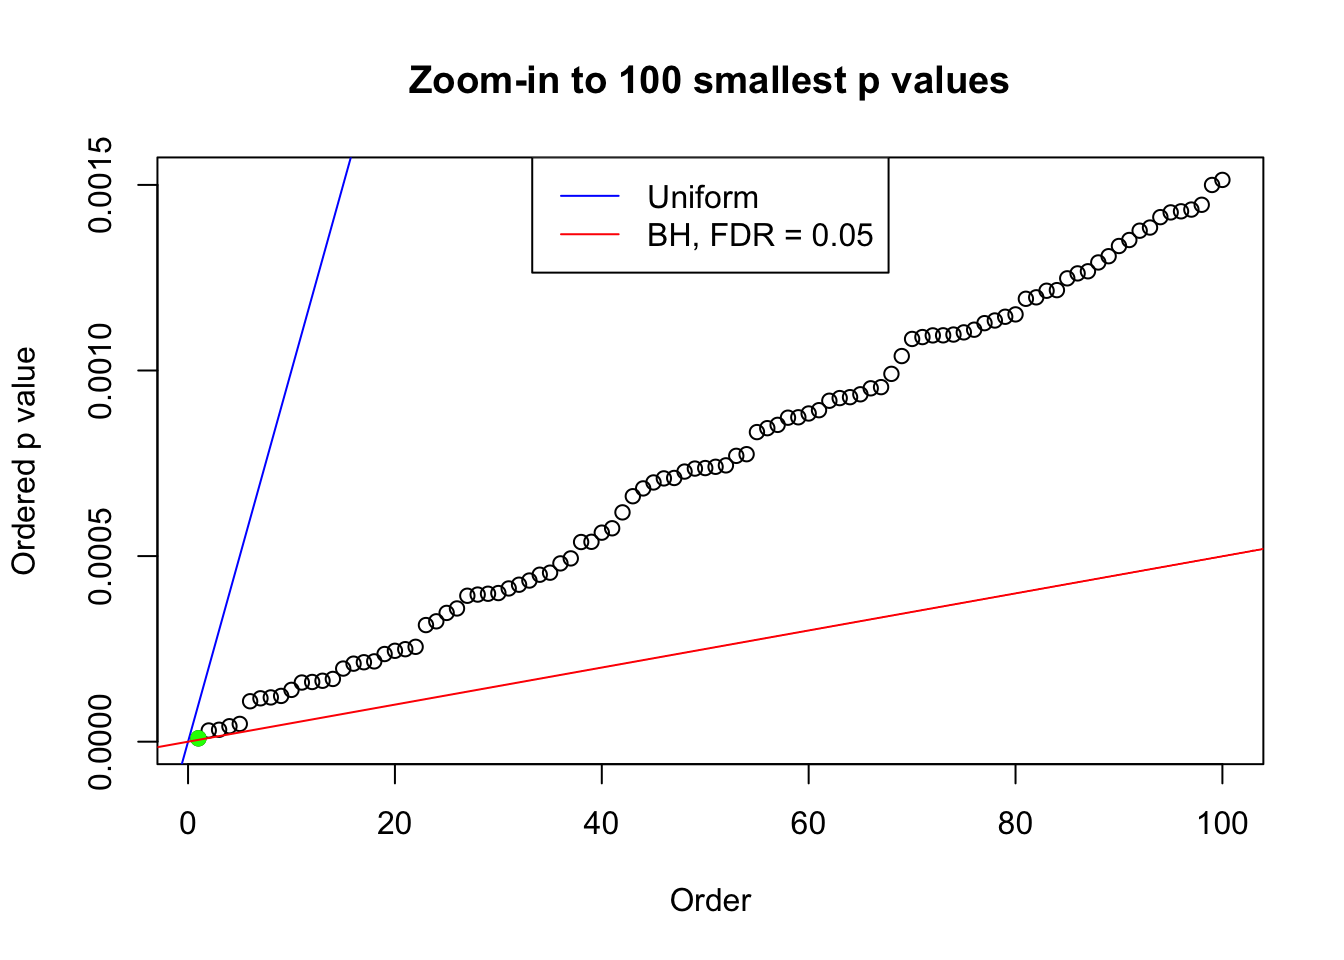 Zoom-in to 100 smallest p values
Uniform
BH, FDR = 0.05
Ordered p value
0.0015
0.0010
0.0005
0.0000
0 20 40 60 80 100
Order